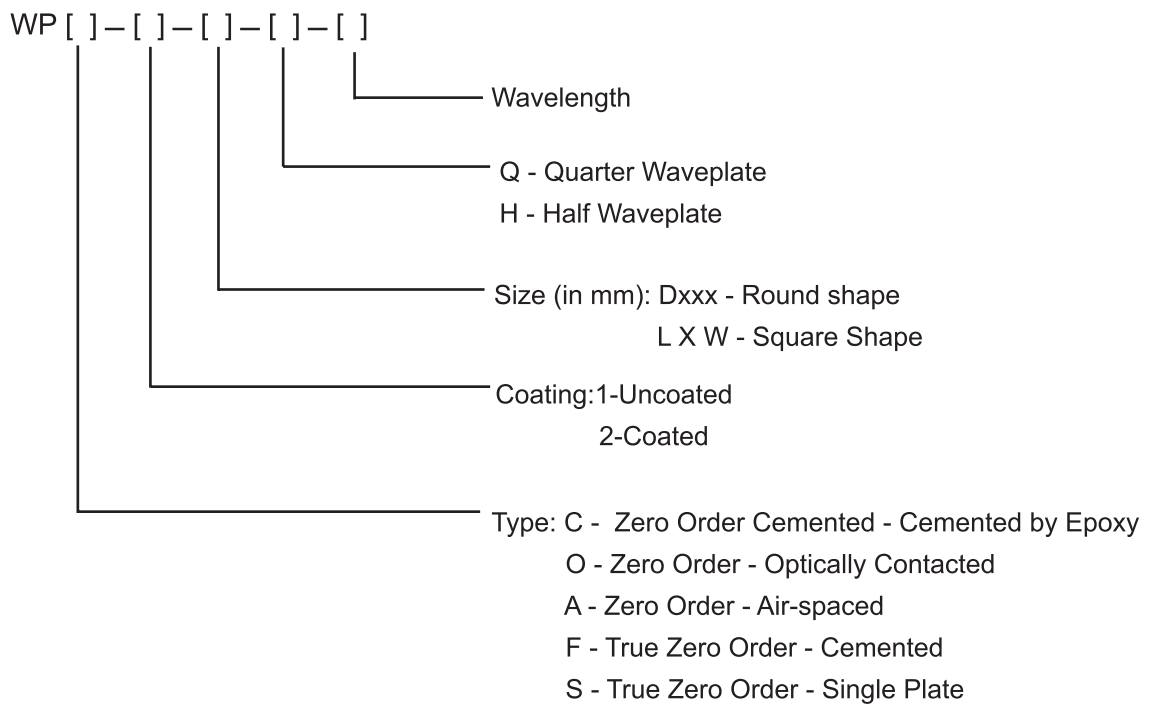 WP [ ] – [ ] – [ ] – [ ] – [ ]
Wavelength
Q - Quarter Waveplate
H - Half Waveplate
Size (in mm): Dxxx - Round shape
L X W - Square Shape
Coating:1-Uncoated
2-Coated
Type: C - Zero Order Cemented - Cemented by Epoxy
O - Zero Order - Optically Contacted
A - Zero Order - Air-spaced
F - True Zero Order - Cemented
S - True Zero Order - Single Plate